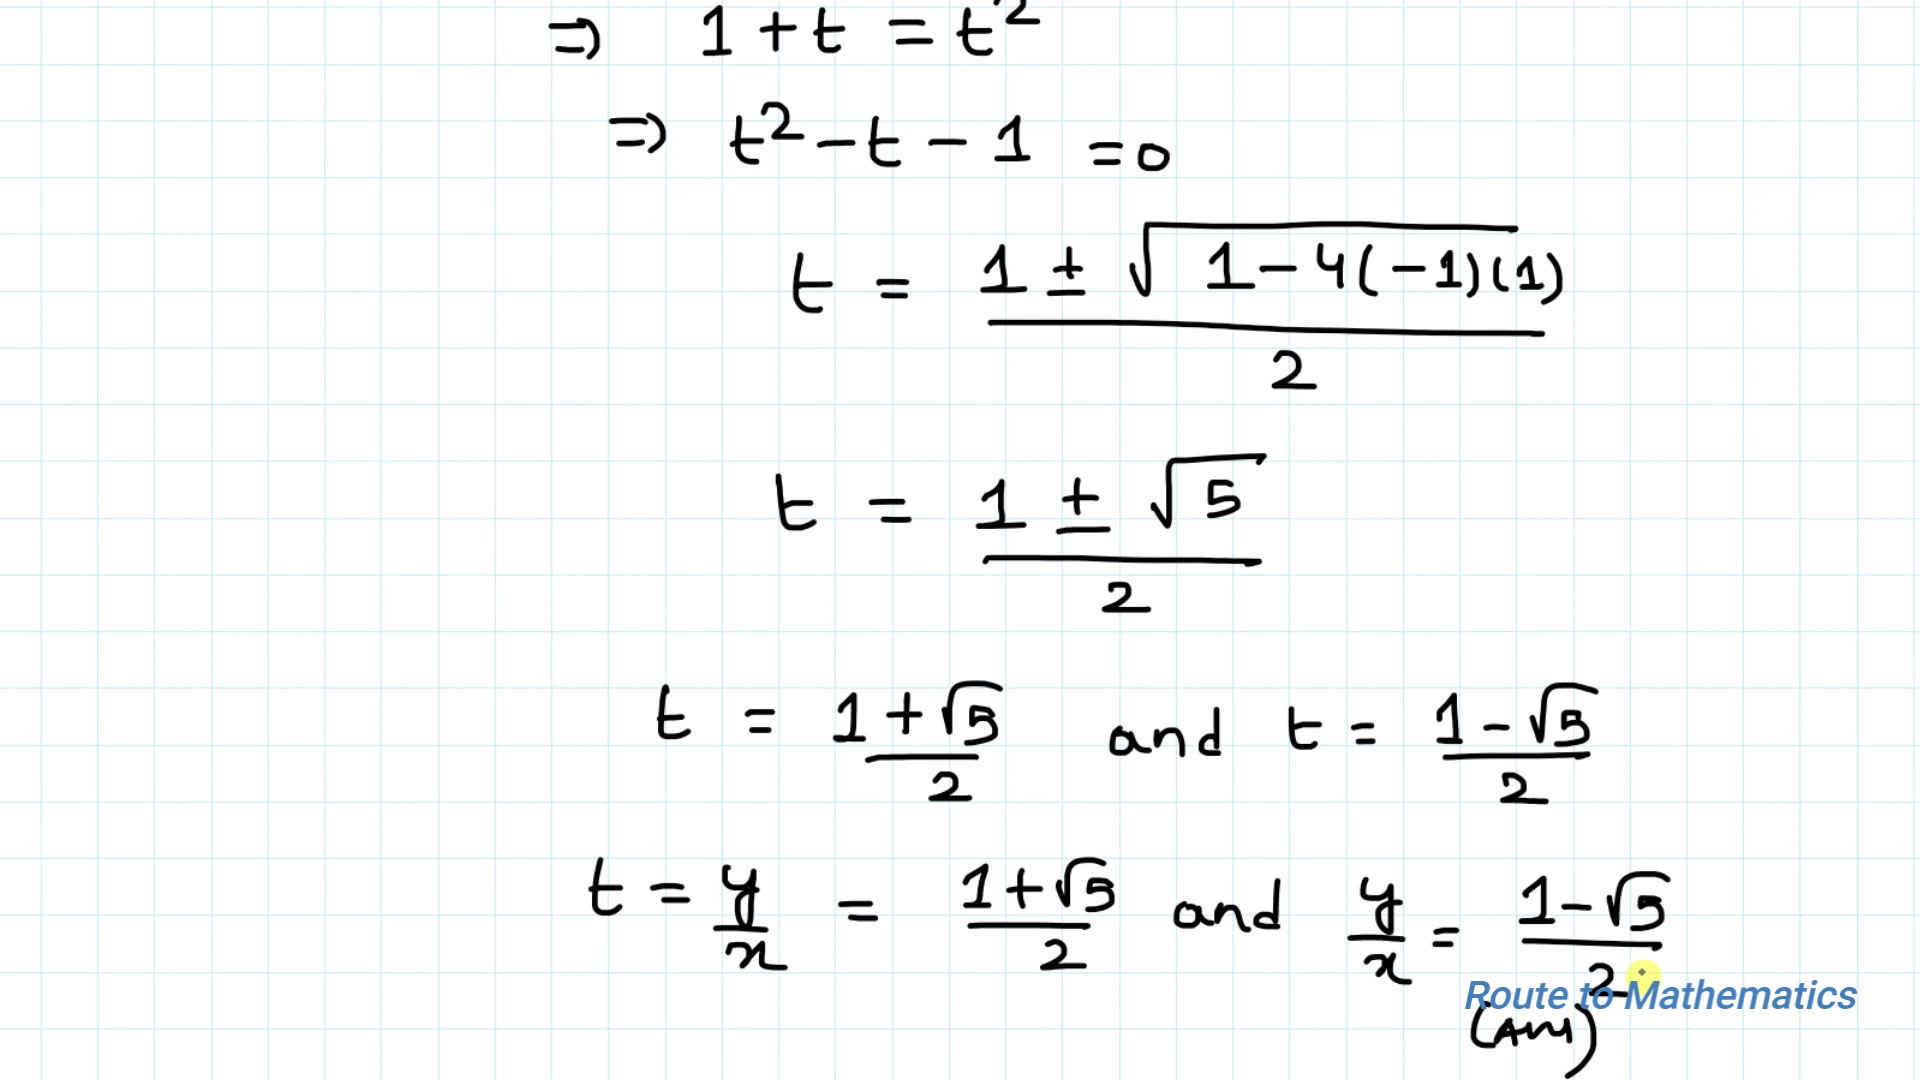 ⇒ 1 + t = t²
⇒ t² - t - 1 = 0
t = (1 ± √(1 - 4(-1)(1))) / 2
t = (1 ± √5) / 2
t = (1 + √5) / 2 and t = (1 - √5) / 2
t = y/x = (1 + √5) / 2 and y/x = (1 - √5) / 2
Route to Mathematics
(Ans)